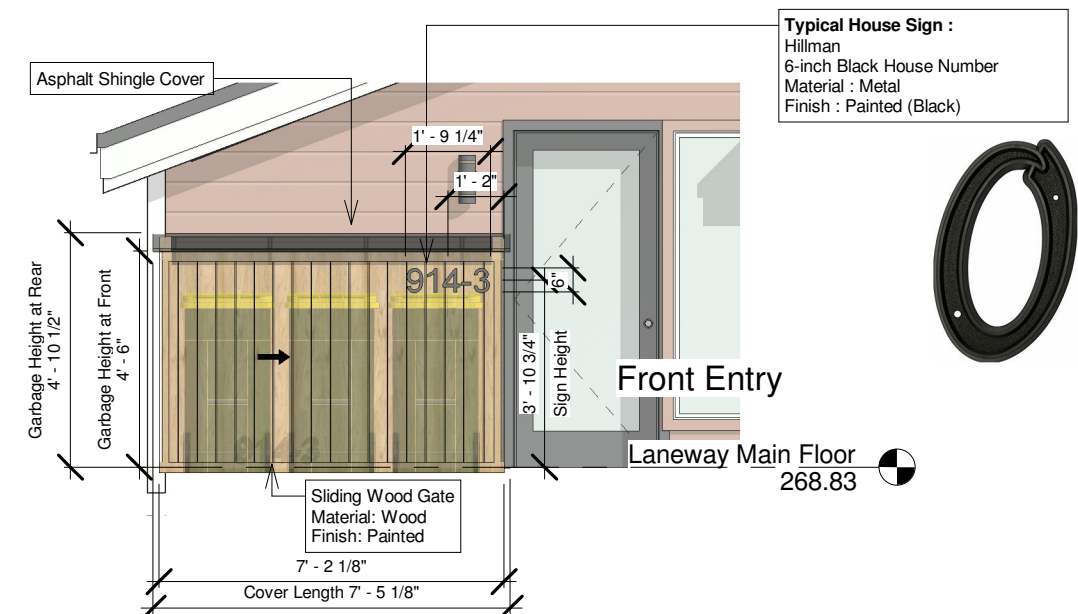 Typical House Sign :
Hillman
6-inch Black House Number
Material : Metal
Finish : Painted (Black)
Asphalt Shingle Cover
1' - 9 1/4"
1' - 2"
914-3
6"
Garbage Height at Rear
4' - 10 1/2"
Garbage Height at Front
4' - 6"
3' - 10 3/4"
Sign Height
Front Entry
914-3
Laneway Main Floor
268.83
Sliding Wood Gate
Material: Wood
Finish: Painted
7' - 2 1/8"
Cover Length 7' - 5 1/8"